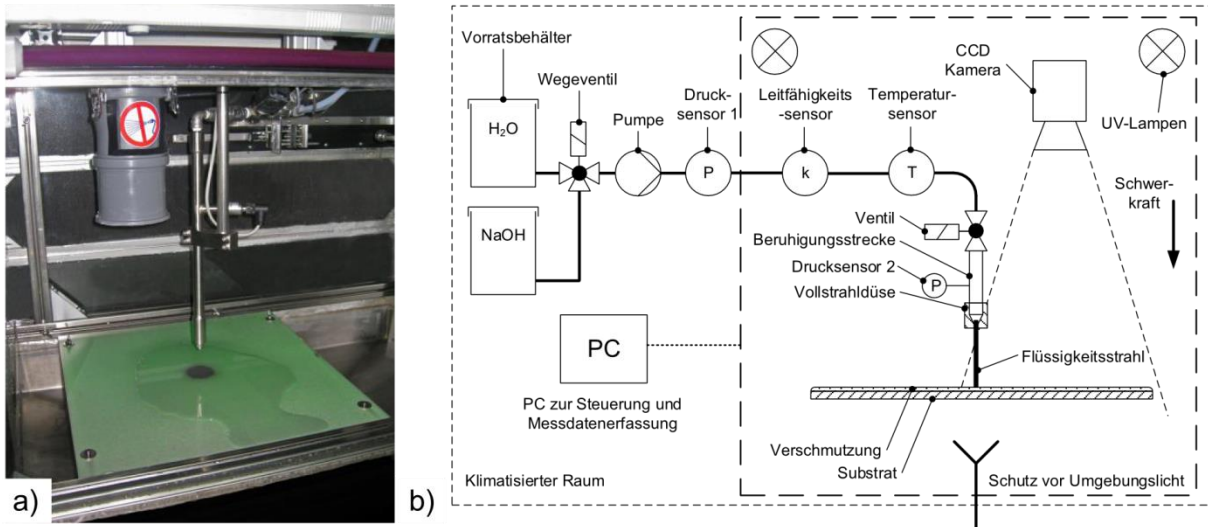 a)
b)
Vorratsbehälter
Wegeventil
H₂O
NaOH
Pumpe
Druck-
sensor 1
P
Leitfähigkeits
-sensor
k
Temperatur-
sensor
T
CCD
Kamera
UV-Lampen
Schwer-
kraft
Ventil
Beruhigungsstrecke
Drucksensor 2
P
Vollstrahldüse
Flüssigkeitsstrahl
PC
PC zur Steuerung und
Messdatenerfassung
Verschmutzung
Substrat
Klimatisierter Raum
Schutz vor Umgebungslicht